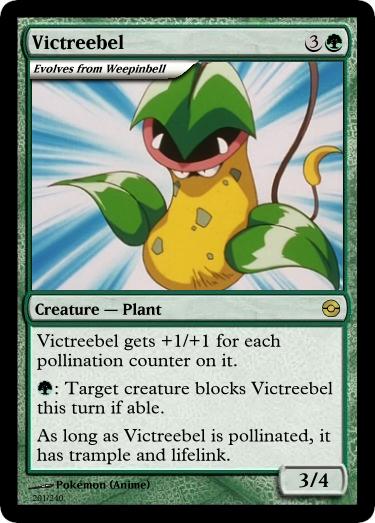 Victreebel 3
Evolves from Weepinbell
Creature — Plant
Victreebel gets +1/+1 for each
pollination counter on it.
: Target creature blocks Victreebel
this turn if able.
As long as Victreebel is pollinated, it
has trample and lifelink.
3/4
Pokémon (Anime)
201/240